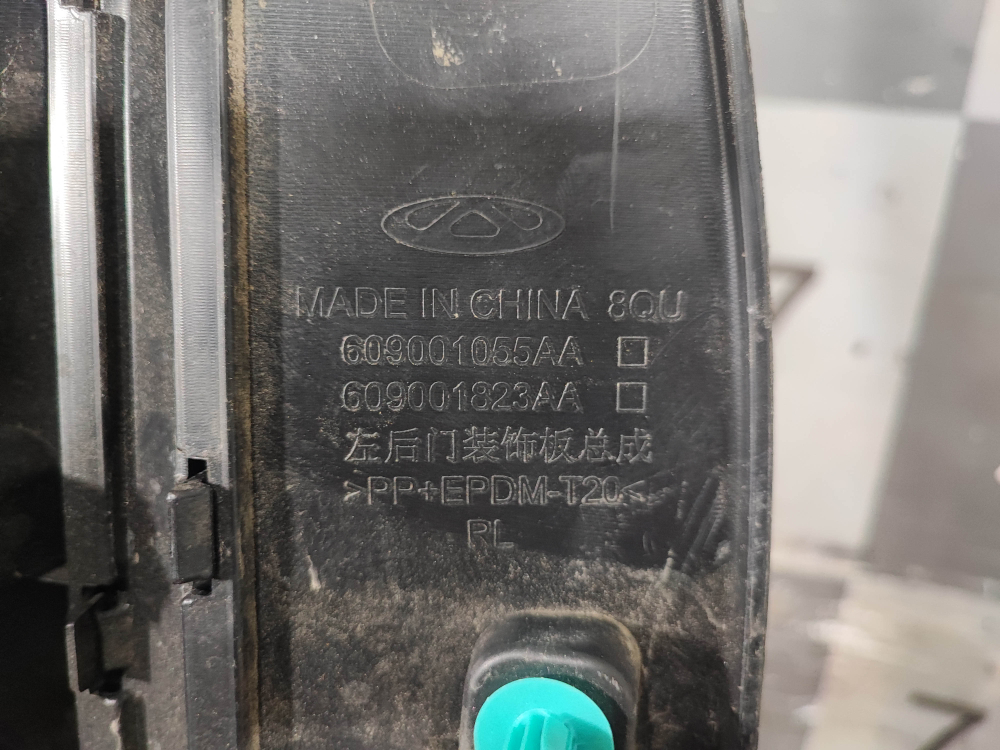 MADE IN CHINA 8QU
609001055AA □
609001823AA □
左后门装饰板总成
>PP+EPDM-T20<
RL